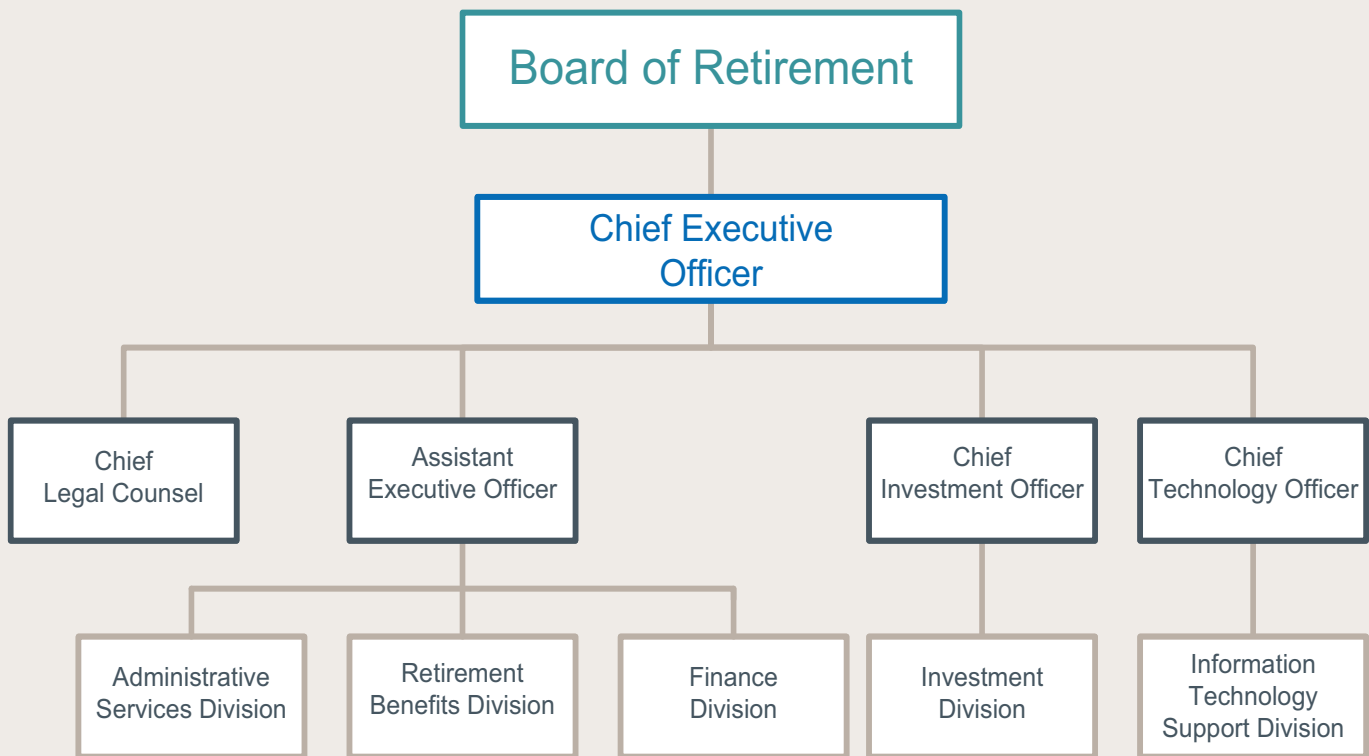 Board of Retirement
Chief Executive
Officer
Chief
Legal Counsel
Assistant
Executive Officer
Chief
Investment Officer
Chief
Technology Officer
Administrative
Services Division
Retirement
Benefits Division
Finance
Division
Investment
Division
Information
Technology
Support Division